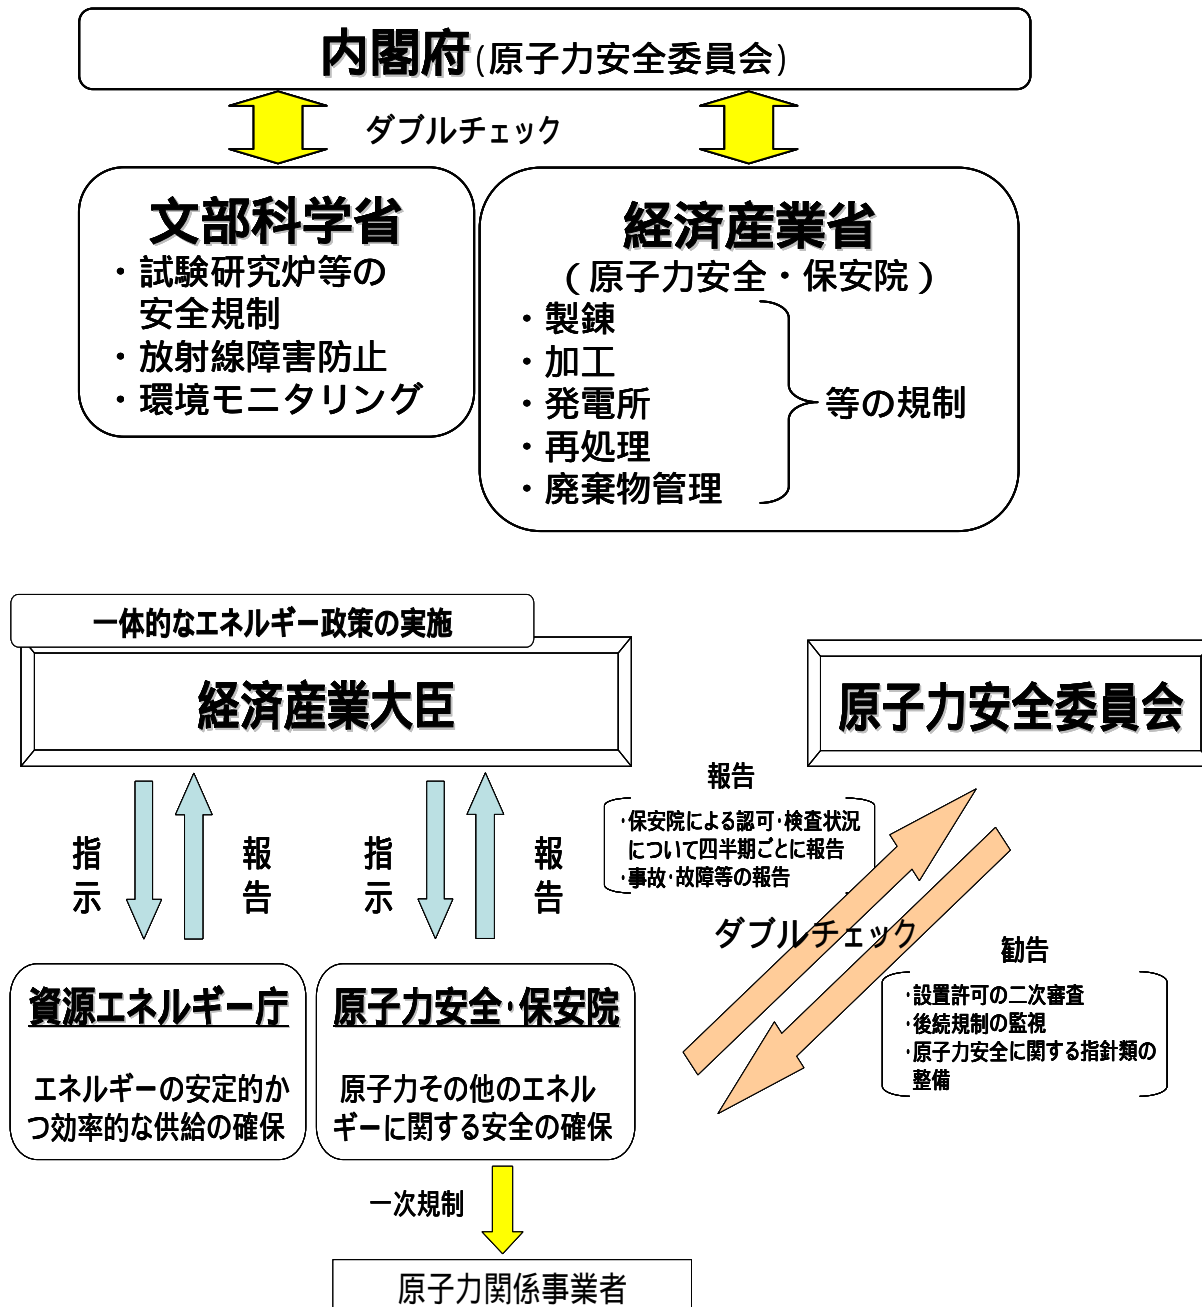 内閣府(原子力安全委員会)
ダブルチェック
文部科学省
・試験研究炉等の
安全規制
・放射線障害防止
・環境モニタリング
経済産業省
(原子力安全・保安院)
・製錬
・加工
・発電所
・再処理
・廃棄物管理
等の規制
一体的なエネルギー政策の実施
経済産業大臣
原子力安全委員会
指示
報告
指示
報告
報告
・保安院による認可・検査状況
について四半期ごとに報告
・事故・故障等の報告
ダブルチェック
勧告
・設置許可の二次審査
・後続規制の監視
・原子力安全に関する指針類の
整備
資源エネルギー庁
エネルギーの安定的か
つ効率的な供給の確保
原子力安全・保安院
原子力その他のエネル
ギーに関する安全の確保
一次規制
原子力関係事業者